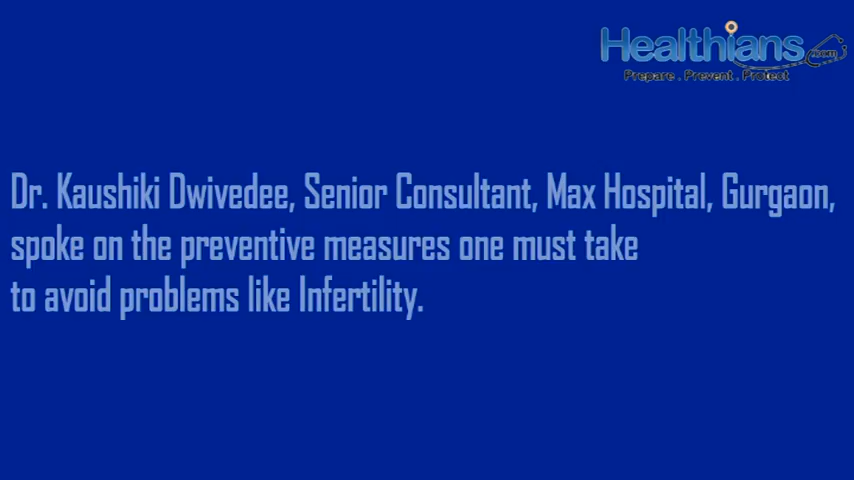 Healthians.com
Prepare . Prevent . Protect
Dr. Kaushiki Dwivedee, Senior Consultant, Max Hospital, Gurgaon,
spoke on the preventive measures one must take
to avoid problems like Infertility.